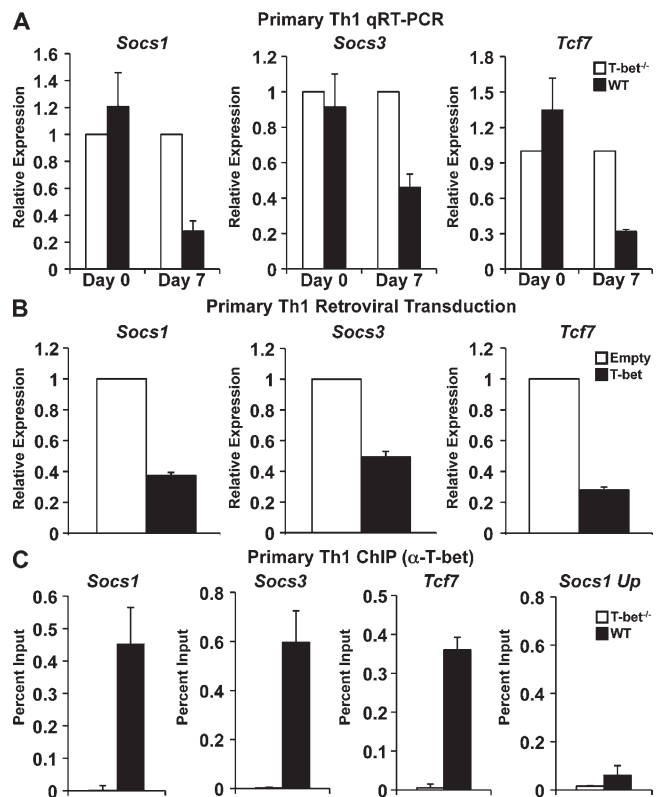 A
Primary Th1 qRT-PCR
Socs1
Socs3
Tcf7
Relative Expression
1.6
1.4
1.2
1
0.8
0.6
0.4
0.2
0
Day 0
Day 7
Relative Expression
1.2
1
0.8
0.6
0.4
0.2
0
Day 0
Day 7
Relative Expression
1.8
1.5
1.2
0.9
0.6
0.3
0
Day 0
Day 7
T-bet-/-
WT
B
Primary Th1 Retroviral Transduction
Socs1
Socs3
Tcf7
Relative Expression
1.2
1
0.8
0.6
0.4
0.2
0
Relative Expression
1.2
1
0.8
0.6
0.4
0.2
0
Relative Expression
1.2
1
0.8
0.6
0.4
0.2
0
Empty
T-bet
C
Primary Th1 ChIP (α-T-bet)
Socs1
Socs3
Tcf7
Socs1 Up
Percent Input
0.6
0.5
0.4
0.3
0.2
0.1
0
Percent Input
0.8
0.6
0.4
0.2
0
Percent Input
0.5
0.4
0.3
0.2
0.1
0
Percent Input
0.8
0.6
0.4
0.2
0
T-bet-/-
WT